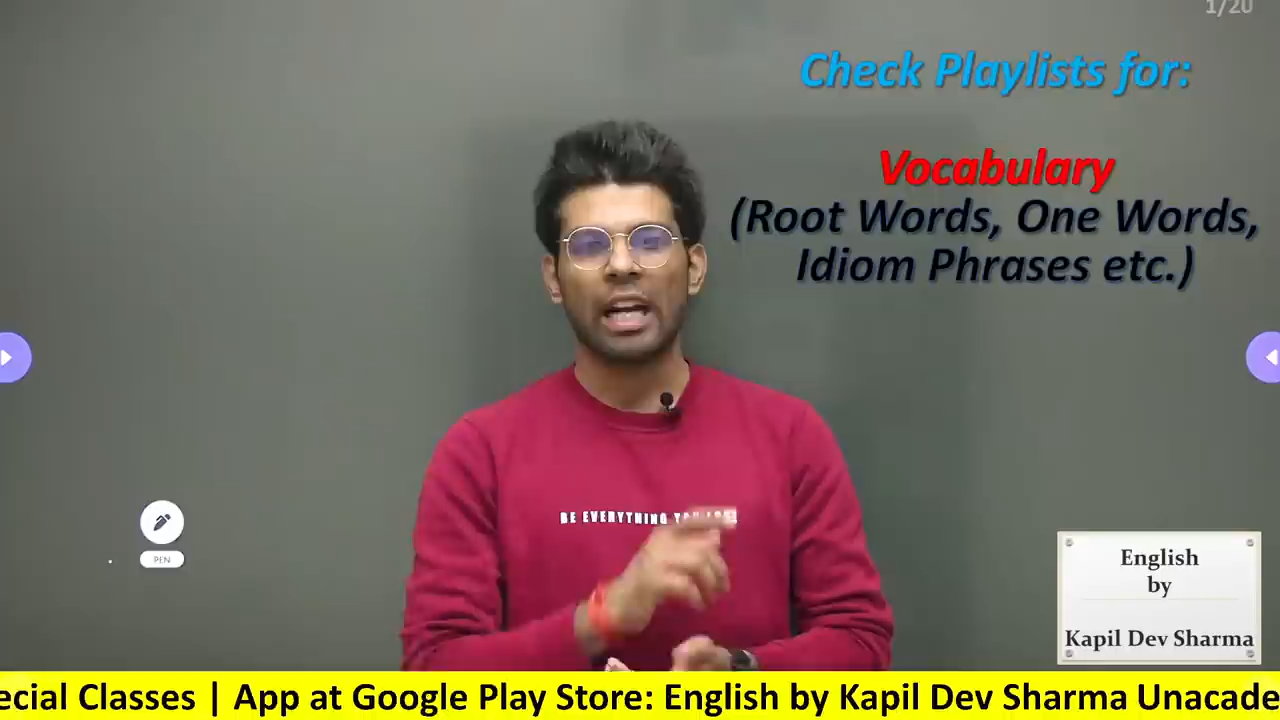 1/20
Check Playlists for:
Vocabulary
(Root Words, One Words,
Idiom Phrases etc.)
BE EVERYTHING YOU
PEN
English
by
Kapil Dev Sharma
ecial Classes | App at Google Play Store: English by Kapil Dev Sharma Unacade